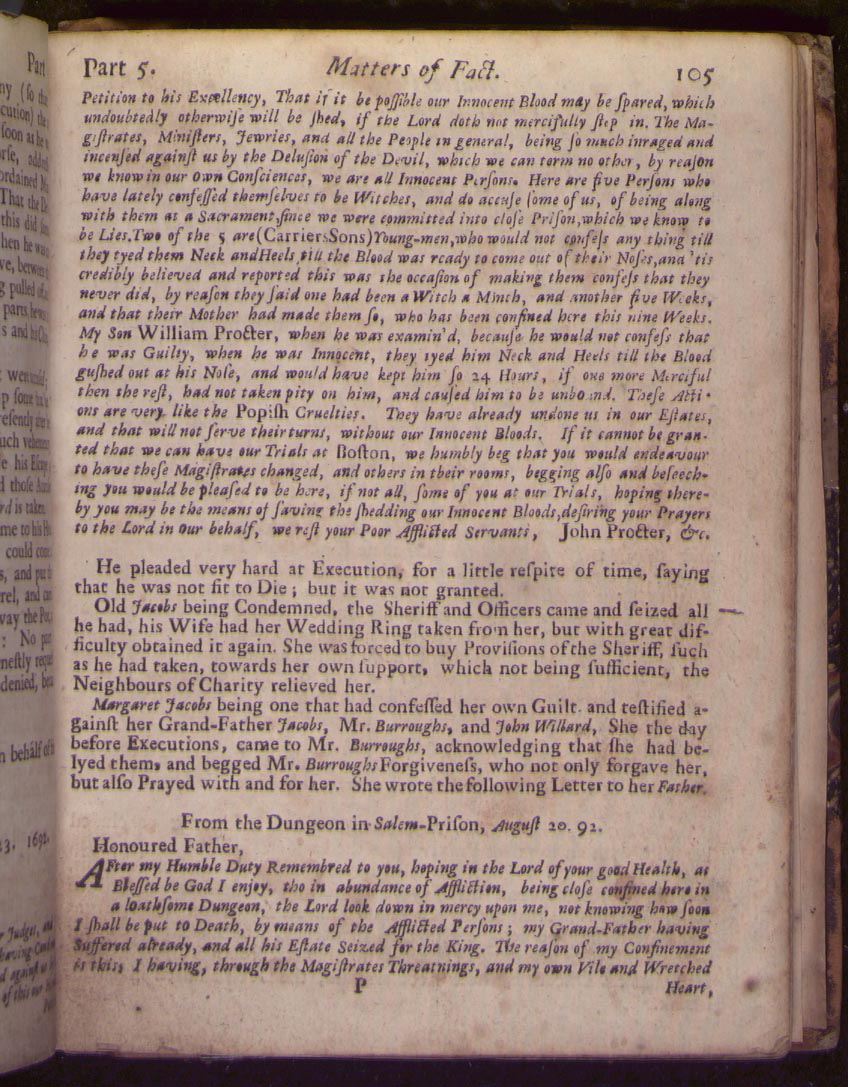 Part 5. Matters of Fact. 105
Petition to his Excellency, That if it be poſſible our Innocent Blood may be ſpared, which
undoubtedly otherwiſe will be ſhed, if the Lord doth not mercifully ſtep in. The Ma-
giſtrates, Miniſters, Jewries, and all the People in general, being ſo much inraged and
incenſed againſt us by the Deluſion of the Devil, which we can term no other, by reaſon
we know in our Own Conſciences, we are all Innocent Perſons. Here are five Perſons who
have lately confeſſed themſelves to be Witches, and do accuſe ſome of us, of being along
with them at a Sacrament, ſince we were committed into cloſe Priſon, which we know to
be Lies. Two of the 5 are (Carriers Sons) Young-men, who would not confeſs any thing till
they tyed them Neck and Heels, till the Blood was ready to come out of their Noſes, and 'tis
credibly believed and reported this was the occaſion of making them confeſs that they
never did, by reaſon they ſaid one had been a Witch a Minth, and another five Weeks,
and that their Mother had made them ſo, who has been confined here this nine Weeks.
My Son William Procter, when he was examin'd, becauſe he would not confeſs that
he was Guilty, when he was Innocent, they tyed him Neck and Heels till the Blood
guſhed out at his Noſe, and would have kept him ſo 24 Hours, if one more Merciful
then the reſt, had not taken pity on him, and cauſed him to be unbound. Theſe Acti-
ons are very like the Popiſh Cruelties. They have already undone us in our Eſtates,
and that will not ſerve their turns, without our Innocent Bloods. If it cannot be gran-
ted that we can have our Trials at Boſton, we humbly beg that you would endeavour
to have theſe Magiſtrates changed, and others in their rooms, begging alſo and beſeech-
ing you would be pleaſed to be here, if not all, ſome of you at our Trials, hoping there-
by you may be the means of ſaving the ſhedding our Innocent Bloods, deſiring your Prayers
to the Lord in our behalf, we reſt your Poor Afflicted Servants, John Procter, &c.
He pleaded very hard at Execution, for a little reſpite of time, ſaying
that he was not fit to Die; but it was not granted.
Old Jacobs being Condemned, the Sheriff and Officers came and ſeized all
he had, his Wife had her Wedding Ring taken from her, but with great dif-
ficulty obtained it again. She was forced to buy Proviſions of the Sheriff, ſuch
as he had taken, towards her own ſupport, which not being ſufficient, the
Neighbours of Charity relieved her.
Margaret Jacobs being one that had confeſſed her own Guilt. and teſtified a-
gainſt her Grand-Father Jacobs, Mr. Burroughs, and John Willard, She the day
before Executions, came to Mr. Burroughs, acknowledging that ſhe had be-
lyed them, and begged Mr. Burroughs Forgiveneſs, who not only forgave her,
but alſo Prayed with and for her. She wrote the following Letter to her Father.
From the Dungeon in Salem-Priſon, Auguſt 20. 92.
Honoured Father,
AFter my Humble Duty Remembred to you, hoping in the Lord of your good Health, as
Bleſſed be God I enjoy, tho in abundance of Affliction, being cloſe confined here in
a loathſome Dungeon, the Lord look down in mercy upon me, not knowing how ſoon
I ſhall be put to Death, by means of the Afflicted Perſons; my Grand-Father having
Suffered already, and all his Eſtate Seized for the King. The reaſon of my Confinement
is this, I having, through the Magiſtrates Threatnings, and my own Vile and Wretched
P Heart,